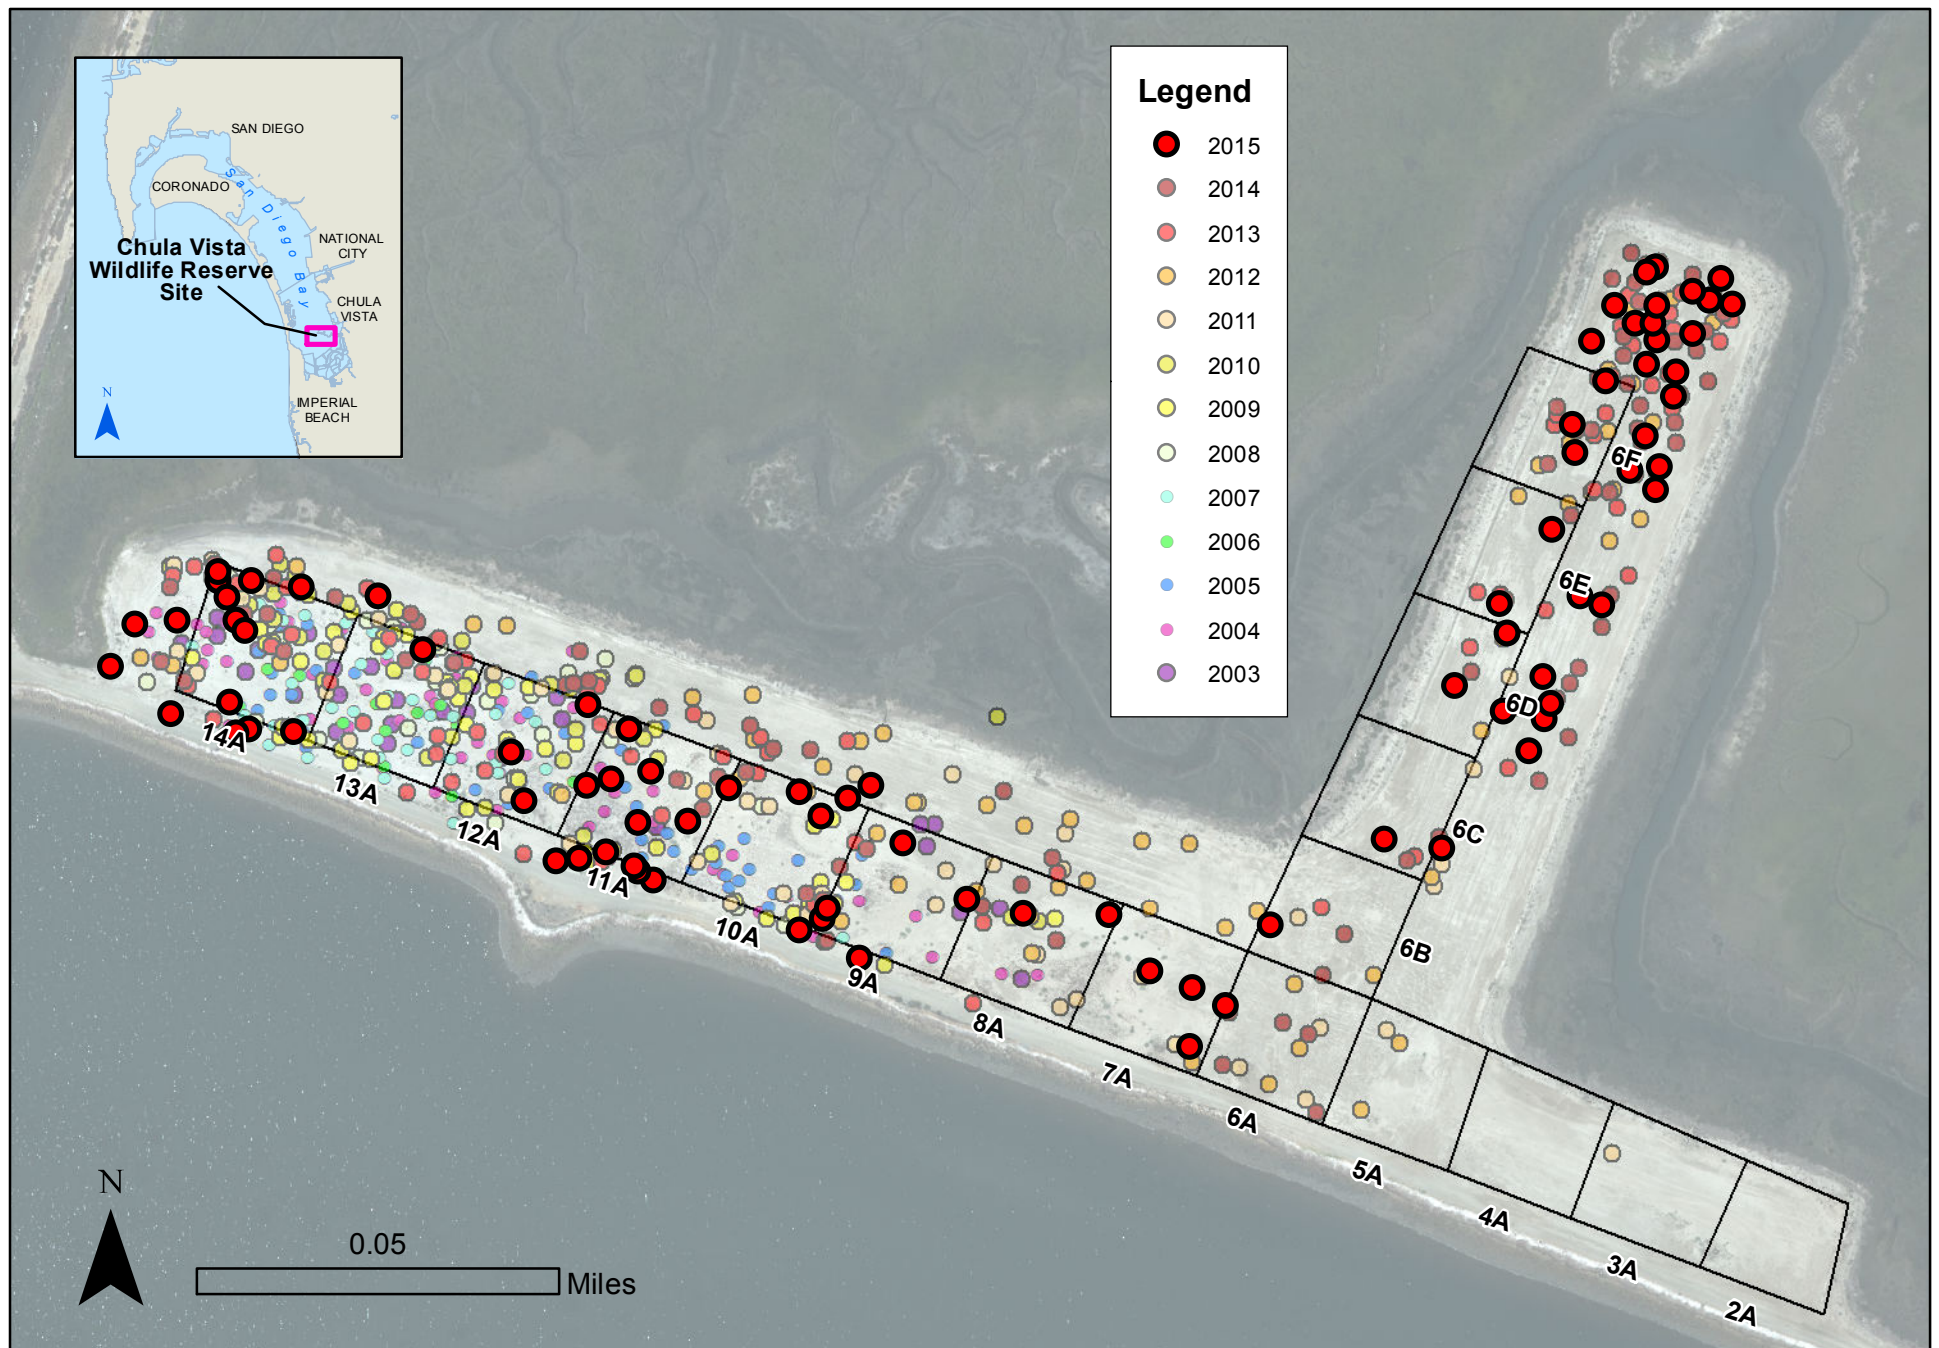 SAN DIEGO
CORONADO
San Diego Bay
NATIONAL
CITY
Chula Vista
Wildlife Reserve
Site
CHULA
VISTA
IMPERIAL
BEACH
N
Legend
2015
2014
2013
2012
2011
2010
2009
2008
2007
2006
2005
2004
2003
6F
6E
6D
6C
6B
14A
13A
12A
11A
10A
9A
8A
7A
6A
5A
4A
3A
2A
N
0.05
Miles